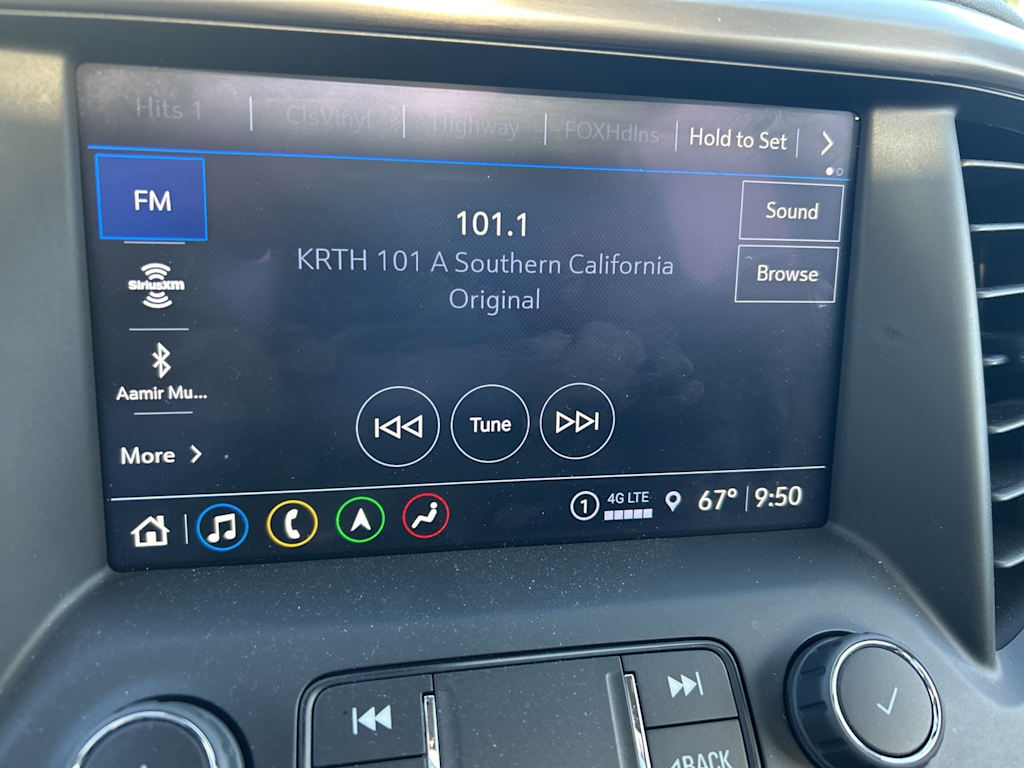 Hits 1 ClsVinyl Highway FOXHdlns Hold to Set
FM
101.1
KRTH 101 A Southern California
Original
Sound
Browse
SiriusXM
Aamir Mu...
More
Tune
1 4G LTE 67° 9:50
BACK